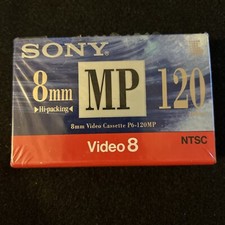 SONY
8mm
Hi-packing
MP 120
8mm Video Cassette P6-120MP
Video 8
NTSC